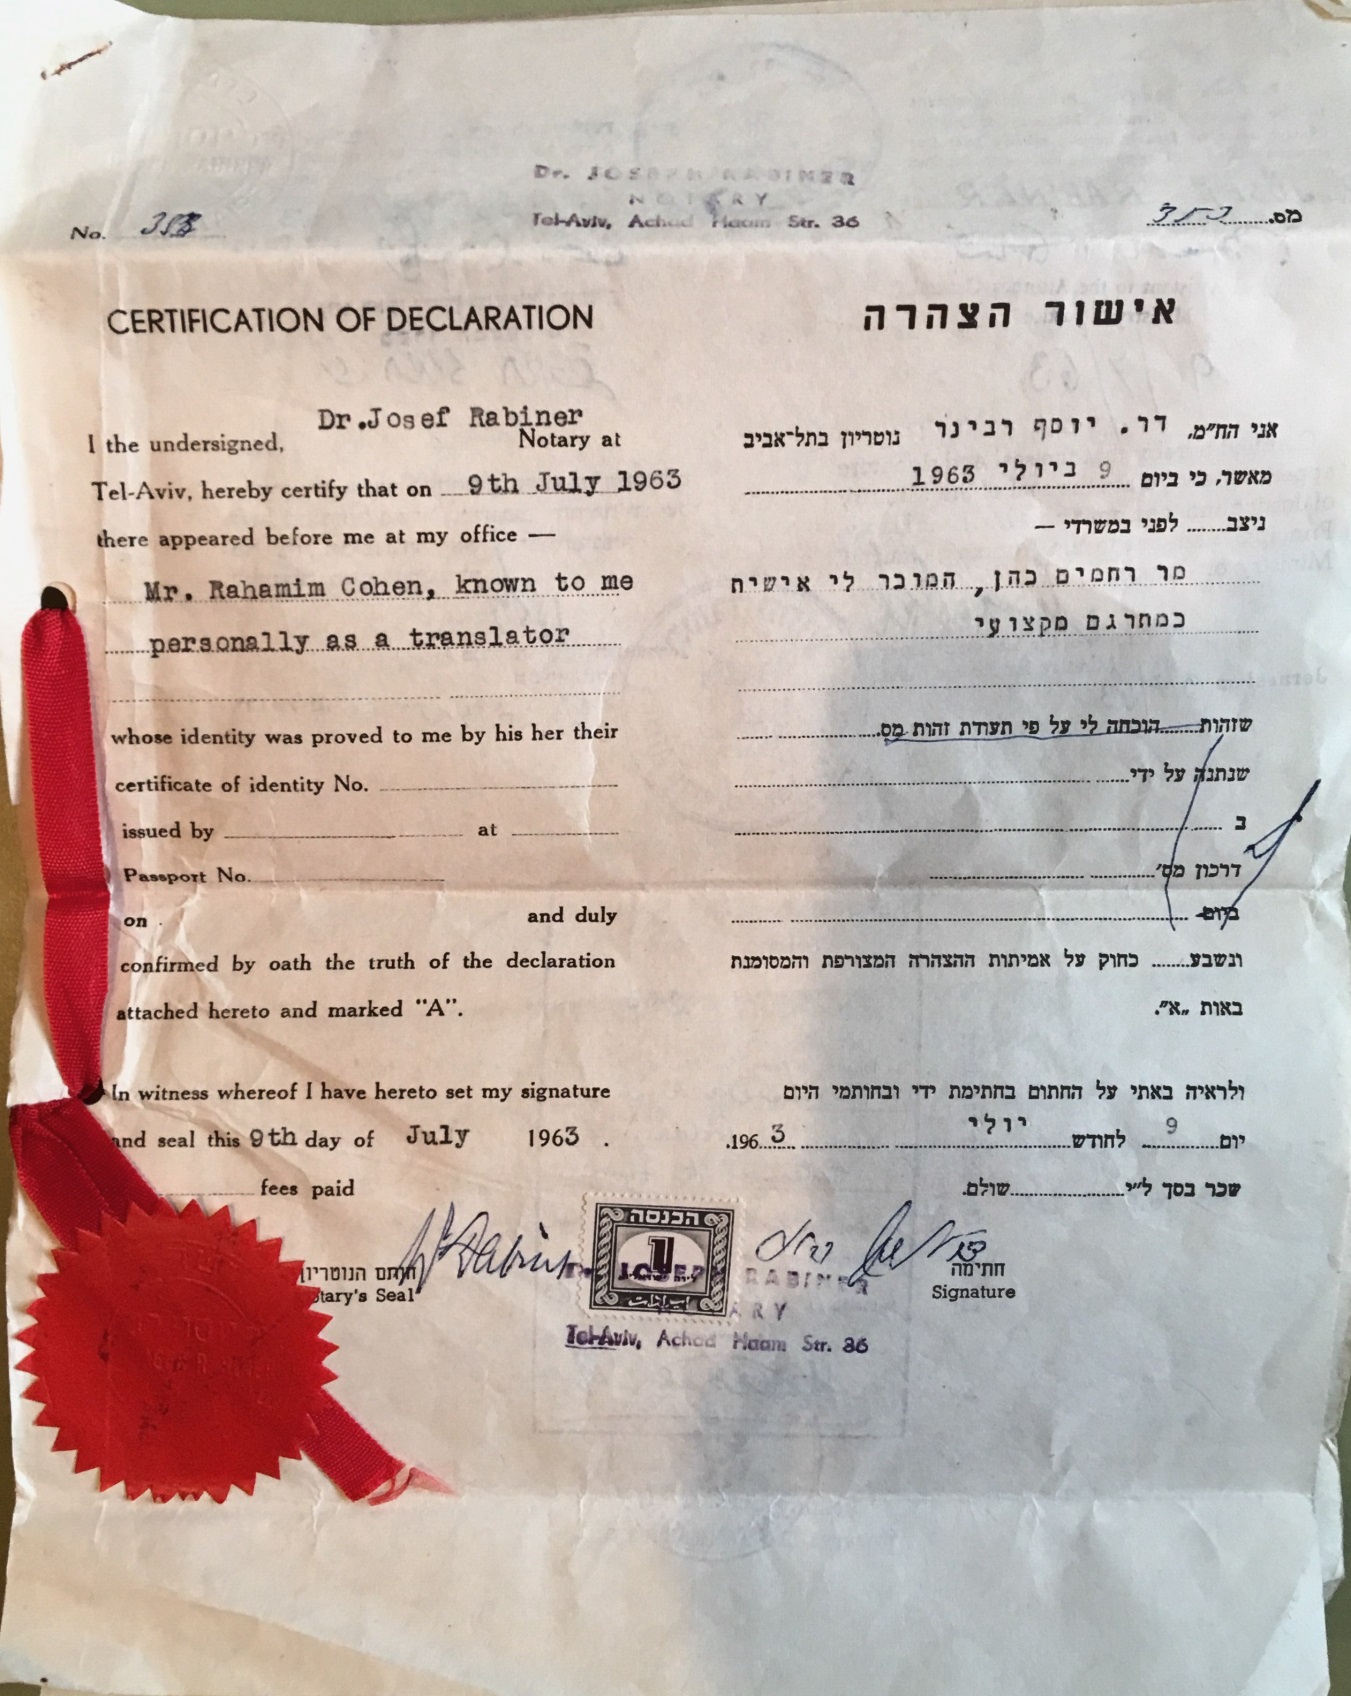 Dr. JOSEPH RABINER
NOTARY
Tel-Aviv, Achad Haam Str. 36
No.
מס. 353
CERTIFICATION OF DECLARATION
I the undersigned, Dr.Josef Rabiner Notary at
Tel-Aviv, hereby certify that on 9th July 1963
there appeared before me at my office —
Mr. Rahamim Cohen, known to me
personally as a translator
whose identity was proved to me by his her their
certificate of identity No.
issued by at
Passport No.
on and duly
confirmed by oath the truth of the declaration
attached hereto and marked "A".
In witness whereof I have hereto set my signature
and seal this 9th day of July 1963 .
fees paid
אישור הצהרה
אני החו״מ, דר. יוסף רבינר נוטריון בתל־אביב
מאשר, כי ביום 9 ביולי 1963
ניצב........ לפני במשרדי —
מר רחמים כהן, המוכר לי אישית
כמתרגם מקצועי
שזהות........הוכחה לי על פי תעודת זהות מס.
שנתנה על ידי
ב
דרכון מס׳
ביום
ונשבע........ כחוק על אמיתות ההצהרה המצורפת והמסומנת
באות „א״.
ולראיה באתי על החתום בחתימת ידי ובחותמי היום
יום 9 לחודש יולי 1963.
שכר בסך ל״י........שולם.
חותם הנוטריון
Notary's Seal
הכנסה
1
חתימה
Signature
Dr. JOSEPH RABINER
NOTARY
Tel-Aviv, Achad Haam Str. 36